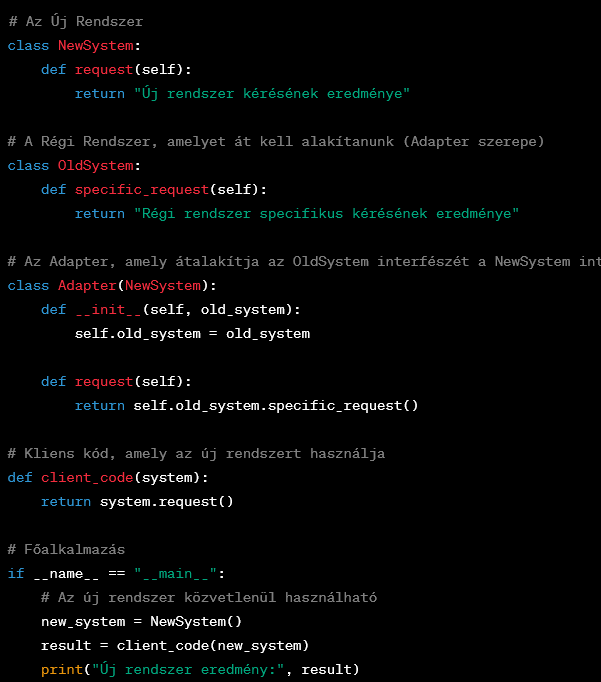 # Az Új Rendszer
class NewSystem:
    def request(self):
        return "Új rendszer kérésének eredménye"

# A Régi Rendszer, amelyet át kell alakítanunk (Adapter szerepe)
class OldSystem:
    def specific_request(self):
        return "Régi rendszer specifikus kérésének eredménye"

# Az Adapter, amely átalakítja az OldSystem interfészét a NewSystem int
class Adapter(NewSystem):
    def __init__(self, old_system):
        self.old_system = old_system

    def request(self):
        return self.old_system.specific_request()

# Kliens kód, amely az új rendszert használja
def client_code(system):
    return system.request()

# Főalkalmazás
if __name__ == "__main__":
    # Az új rendszer közvetlenül használható
    new_system = NewSystem()
    result = client_code(new_system)
    print("Új rendszer eredmény:", result)